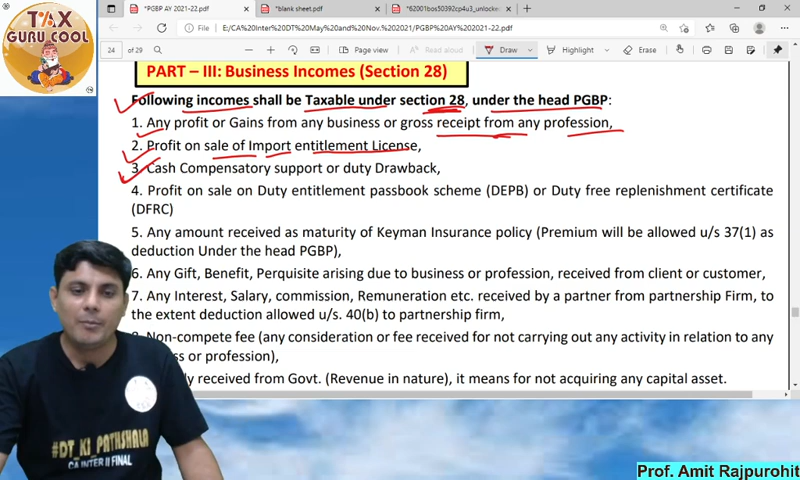 TAX
GURU COOL
*PGBP AY 2021-22.pdf
*blank sheet.pdf
62001bos50392cp4u3_unlocked
File
E:/CA%20Inter%20DT%20May%20and%20Nov.%202021/PGBP%20AY%202021-22.pdf
24 of 29
Page view
Read aloud
Draw
Highlight
Erase
PART – III: Business Incomes (Section 28)
Following incomes shall be Taxable under section 28, under the head PGBP:
1. Any profit or Gains from any business or gross receipt from any profession,
2. Profit on sale of Import entitlement License,
3. Cash Compensatory support or duty Drawback,
4. Profit on sale on Duty entitlement passbook scheme (DEPB) or Duty free replenishment certificate
(DFRC)
5. Any amount received as maturity of Keyman Insurance policy (Premium will be allowed u/s 37(1) as
deduction Under the head PGBP),
6. Any Gift, Benefit, Perquisite arising due to business or profession, received from client or customer,
7. Any Interest, Salary, commission, Remuneration etc. received by a partner from partnership Firm, to
the extent deduction allowed u/s. 40(b) to partnership firm,
Non-compete fee (any consideration or fee received for not carrying out any activity in relation to any
or profession),
received from Govt. (Revenue in nature), it means for not acquiring any capital asset.
#DT_KI_PATHSHALA
CA INTER II FINAL
Prof. Amit Rajpurohit